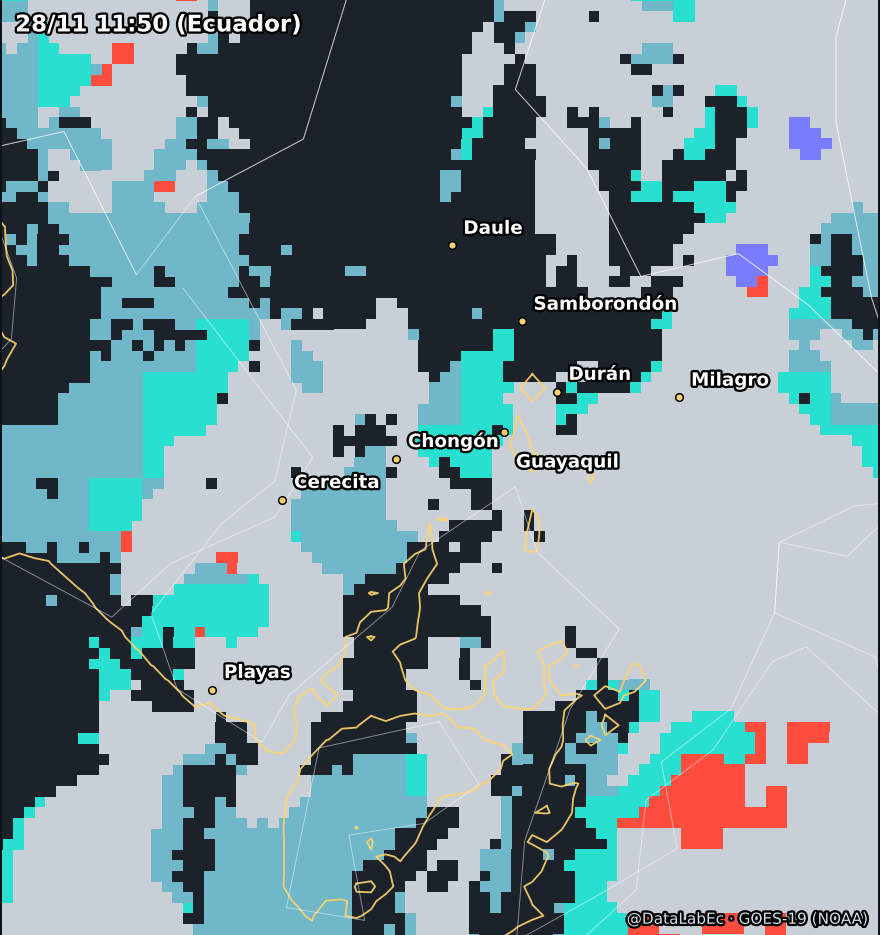 28/11 11:50 (Ecuador)
Daule
Samborondón
Durán
Milagro
Chongón
Guayaquil
Cerecita
Playas
@DataLabEc • GOES-19 (NOAA)